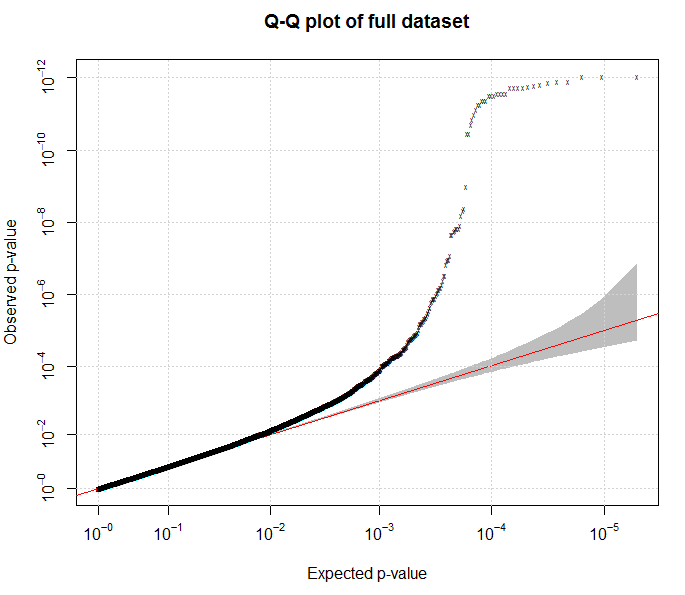 Q-Q plot of full dataset
Observed p-value
10⁻¹²
10⁻¹⁰
10⁻⁸
10⁻⁶
10⁻⁴
10⁻²
10⁻⁰
10⁻⁰ 10⁻¹ 10⁻² 10⁻³ 10⁻⁴ 10⁻⁵
Expected p-value